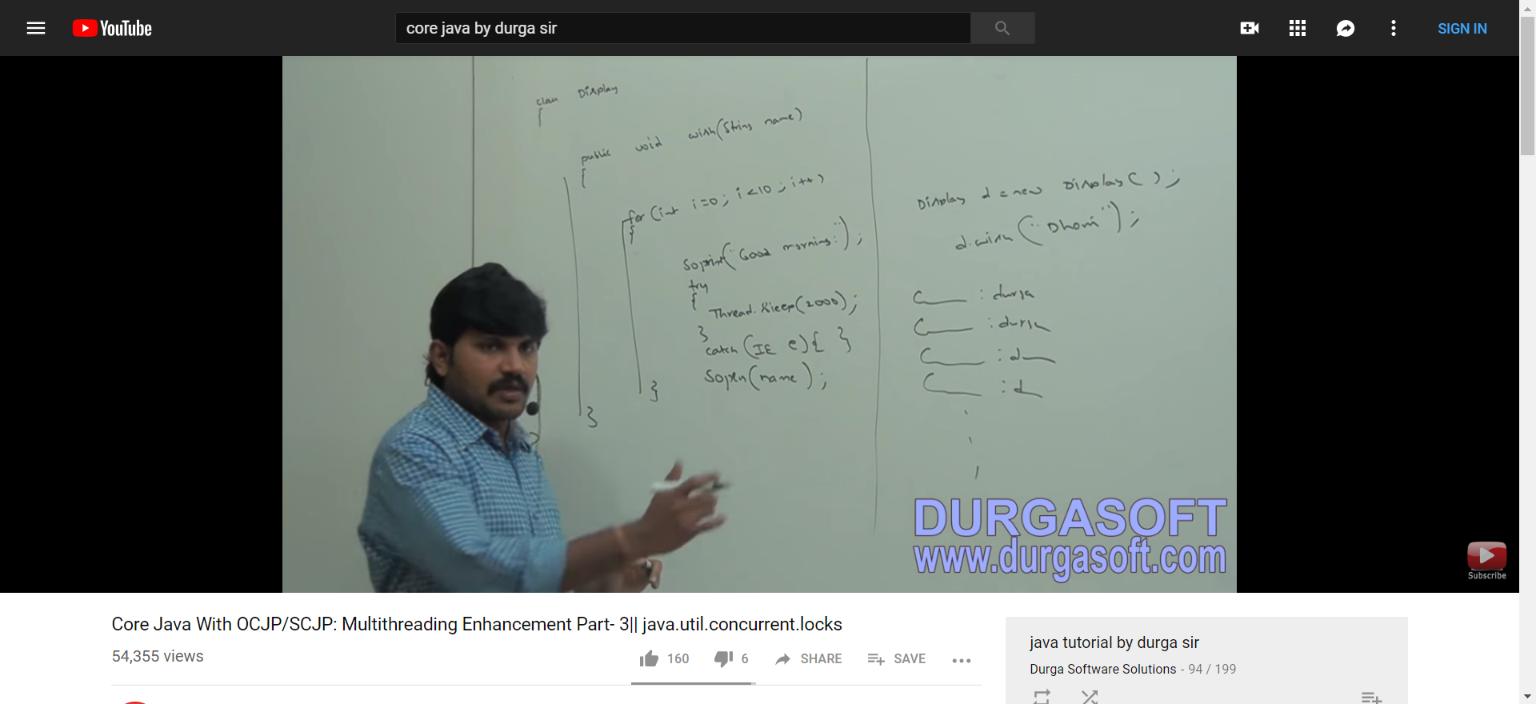 YouTube
core java by durga sir
SIGN IN
class Display
{
public void wish(String name)
{
for(int i=0; i<10; i++)
{
Soprint("Good morning:");
try
{
Thread.sleep(2000);
}
catch(IE e){ }
Sopln(name);
}
}
Display d = new Display();
d.wish("Dhoni");
: durga
: durga
: d
: d
DURGASOFT
www.durgasoft.com
Subscribe
Core Java With OCJP/SCJP: Multithreading Enhancement Part- 3|| java.util.concurrent.locks
54,355 views
160
6
SHARE
SAVE
java tutorial by durga sir
Durga Software Solutions - 94 / 199